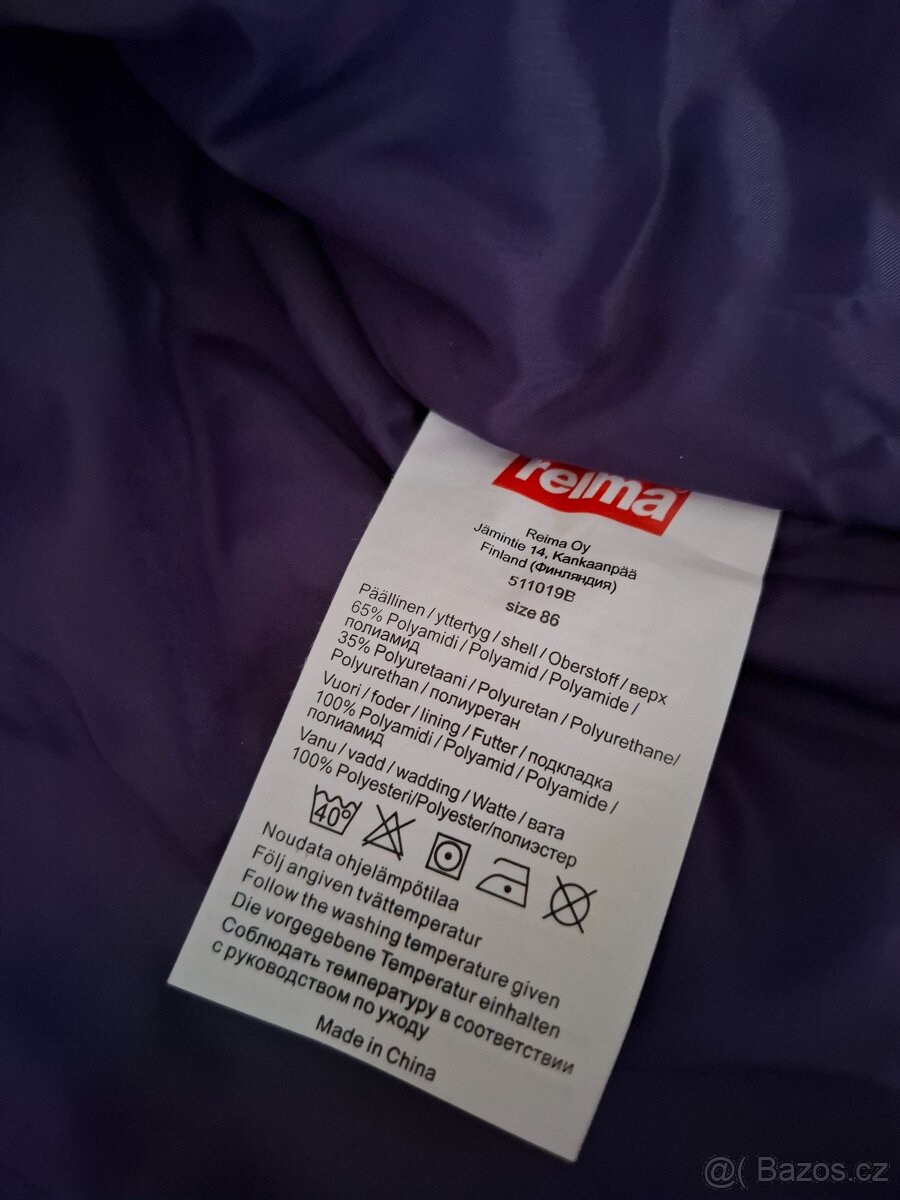 reima
Reima Oy
Jämintie 14, Kankaanpää
Finland (Финляндия)
511019B
size 86
Päällinen / yttertyg / shell / Oberstoff / верх
65% Polyamidi / Polyamid / Polyamide /
полиамид
35% Polyuretaani / Polyuretan / Polyurethane/
Polyurethan / полиуретан
Vuori / foder / lining / Futter / подкладка
100% Polyamidi / Polyamid / Polyamide /
полиамид
Vanu / vadd / wadding / Watte / вата
100% Polyesteri/Polyester/полиэстер
40°
Noudata ohjelämpötilaa
Följ angiven tvättemperatur
Follow the washing temperature given
Die vorgegebene Temperatur einhalten
Соблюдать температуру в соответствии
с руководством по уходу
Made in China
@( Bazos.cz